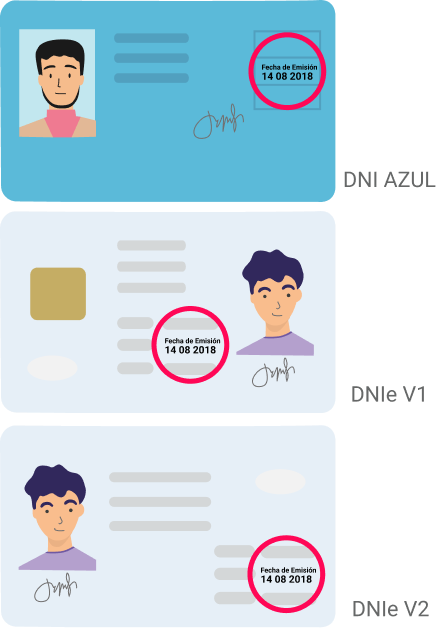 Fecha de Emisión
14 08 2018
DNI AZUL
Fecha de Emisión
14 08 2018
DNIe V1
Fecha de Emisión
14 08 2018
DNIe V2